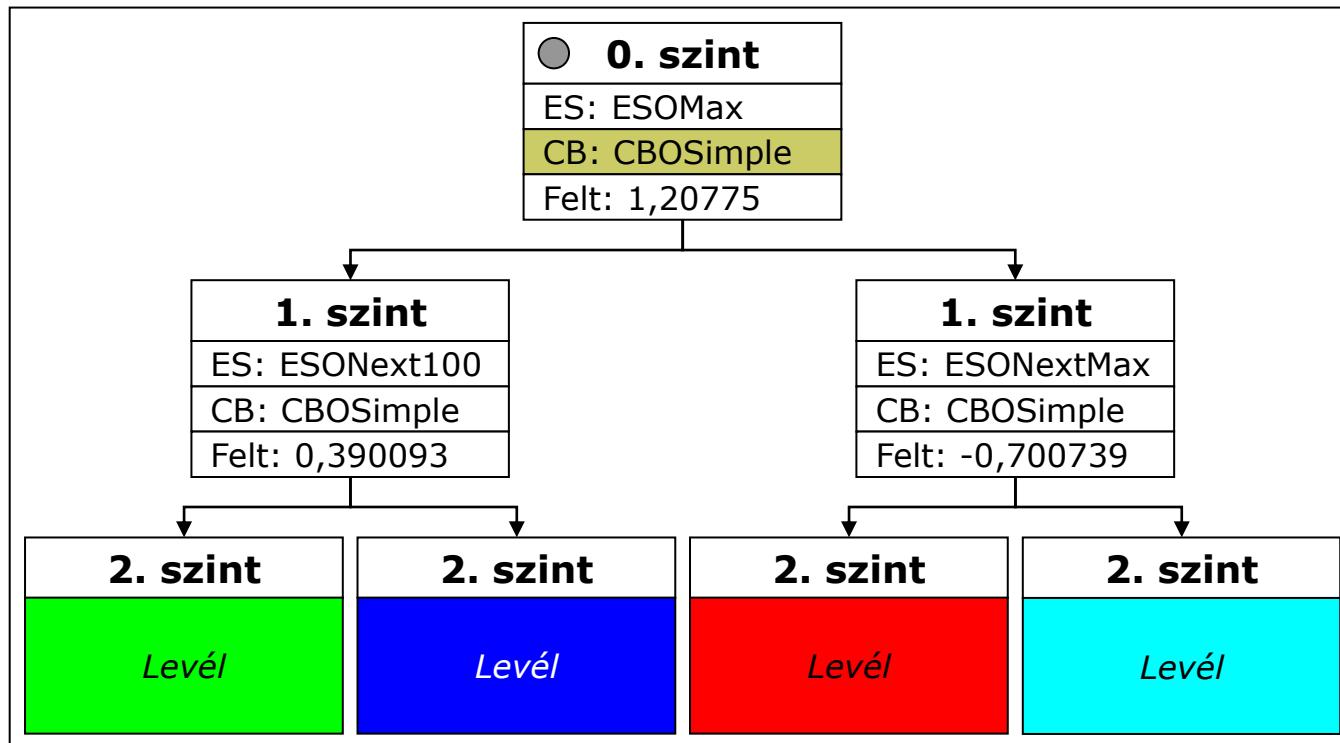 0. szint
ES: ESOMax
CB: CBOSimple
Felt: 1,20775
1. szint
ES: ESONext100
CB: CBOSimple
Felt: 0,390093
1. szint
ES: ESONextMax
CB: CBOSimple
Felt: -0,700739
2. szint
Levél
2. szint
Levél
2. szint
Levél
2. szint
Levél